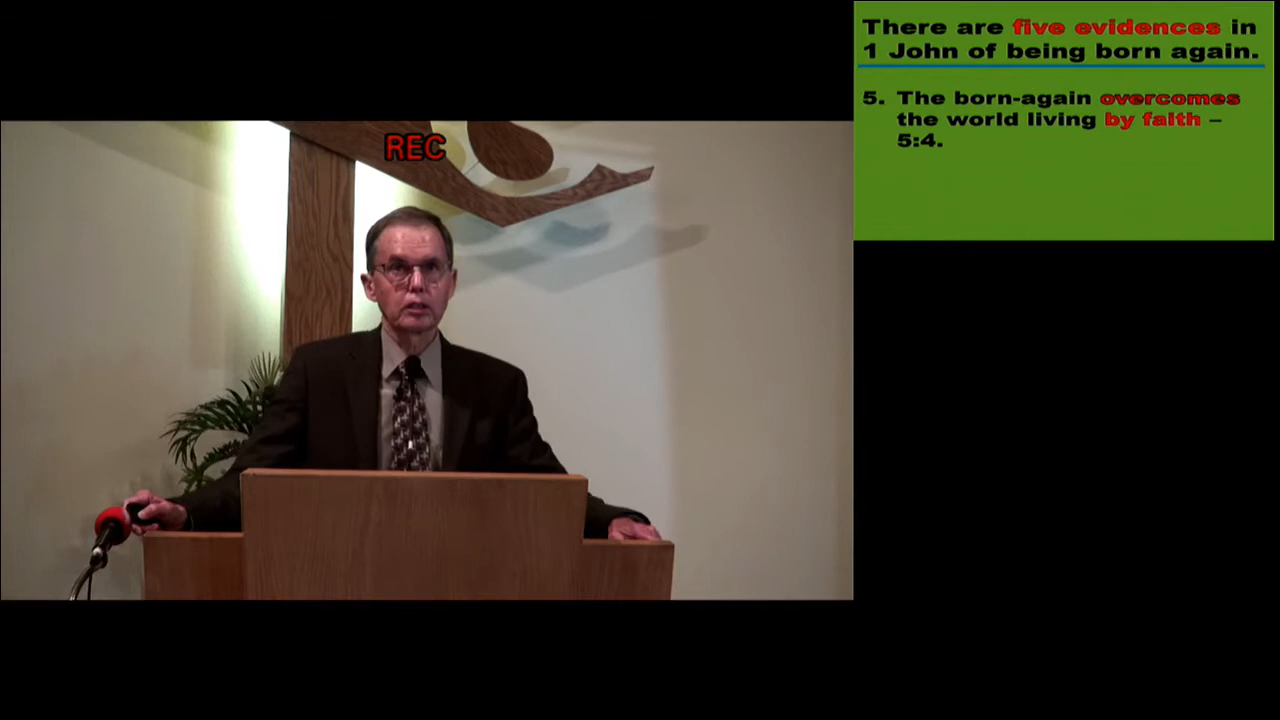 There are five evidences in
1 John of being born again.
5. The born-again overcomes
the world living by faith –
5:4.
REC